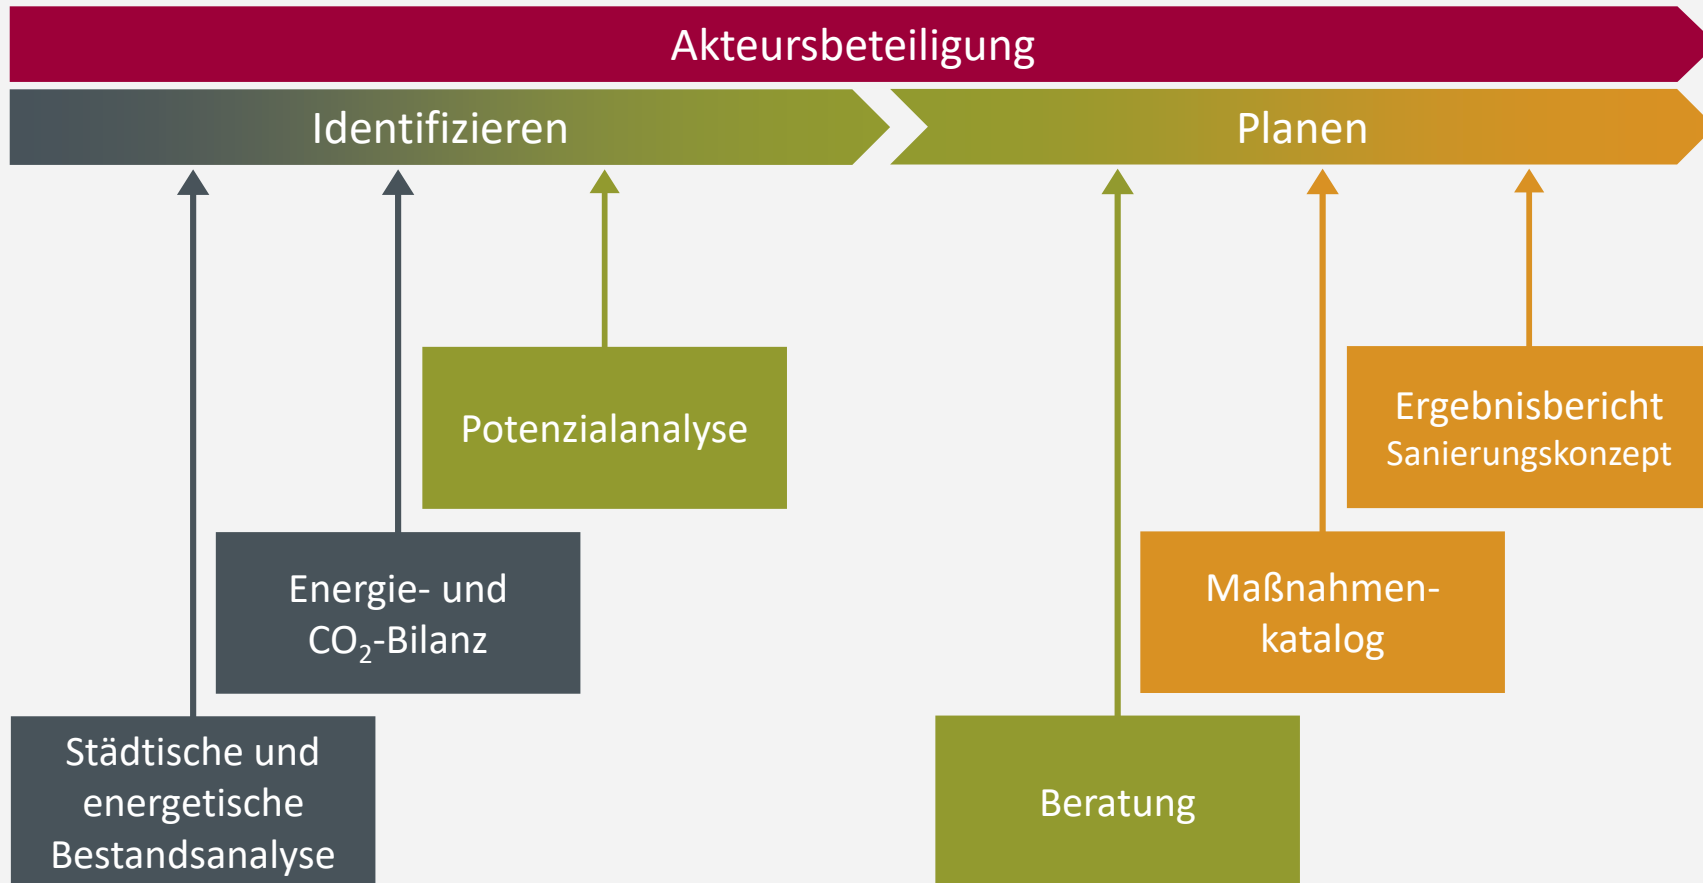 Akteursbeteiligung
Identifizieren
Planen
Potenzialanalyse
Ergebnisbericht
Sanierungskonzept
Energie- und
CO₂-Bilanz
Maßnahmen-
katalog
Städtische und
energetische
Bestandsanalyse
Beratung